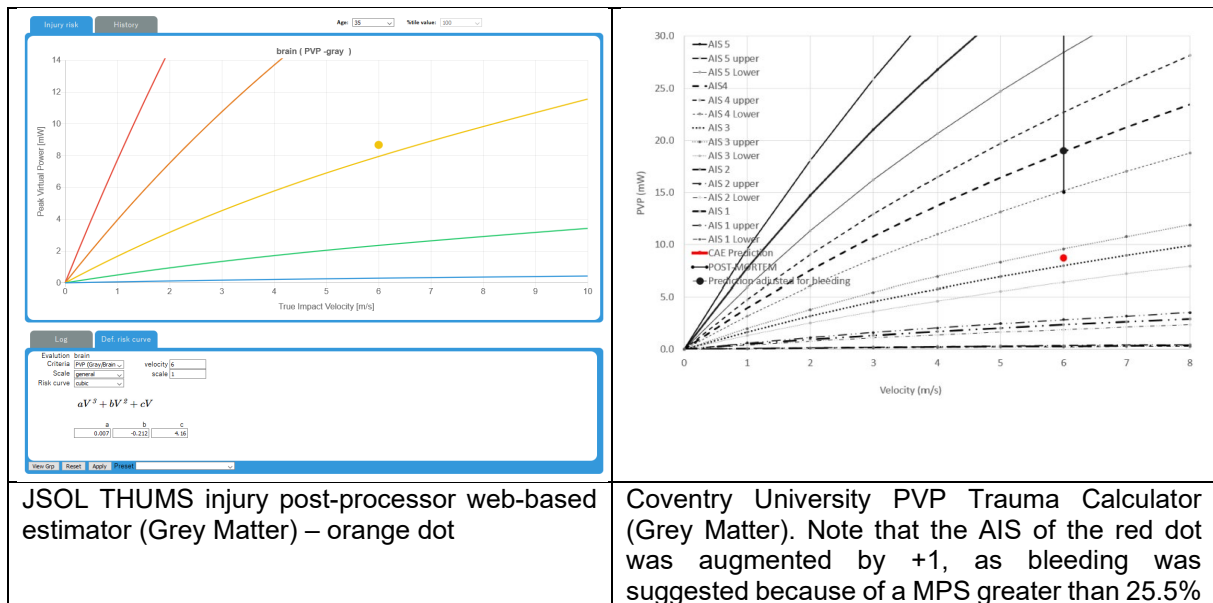 Injury risk
History
Age: 35
%tile value: 100
brain ( PVP -gray )
14
12
10
8
6
4
2
0
Peak Virtual Power [mW]
0 1 2 3 4 5 6 7 8 9 10
True Impact Velocity [m/s]
Log
Def. risk curve
Evalution brain
Criteria PVP (Gray/Brain velocity 6
Scale general scale 1
Risk curve cubic
aV³ + bV² + cV
a b c
0.007 -0.212 4.16
View Grp Reset Apply Preset
30.0
25.0
20.0
15.0
10.0
5.0
0.0
PVP (mW)
AIS 5
AIS 5 upper
AIS 5 Lower
AIS4
AIS 4 upper
AIS 4 Lower
AIS 3
AIS 3 upper
AIS 3 Lower
AIS 2
AIS 2 upper
AIS 2 Lower
AIS 1
AIS 1 upper
AIS 1 Lower
CAE Prediction
POST-MORTEM
Prediction adjusted for bleeding
0 1 2 3 4 5 6 7 8
Velocity (m/s)
JSOL THUMS injury post-processor web-based
estimator (Grey Matter) – orange dot
Coventry University PVP Trauma Calculator
(Grey Matter). Note that the AIS of the red dot
was augmented by +1, as bleeding was
suggested because of a MPS greater than 25.5%